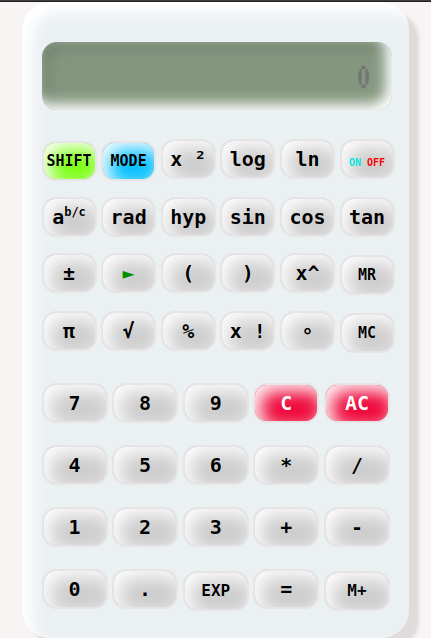 0
SHIFT MODE x ² log ln ON OFF
aᵇ/ᶜ rad hyp sin cos tan
± ► ( ) x^ MR
π √ % x ! ∘ MC
7 8 9 C AC
4 5 6 * /
1 2 3 + -
0 . EXP = M+